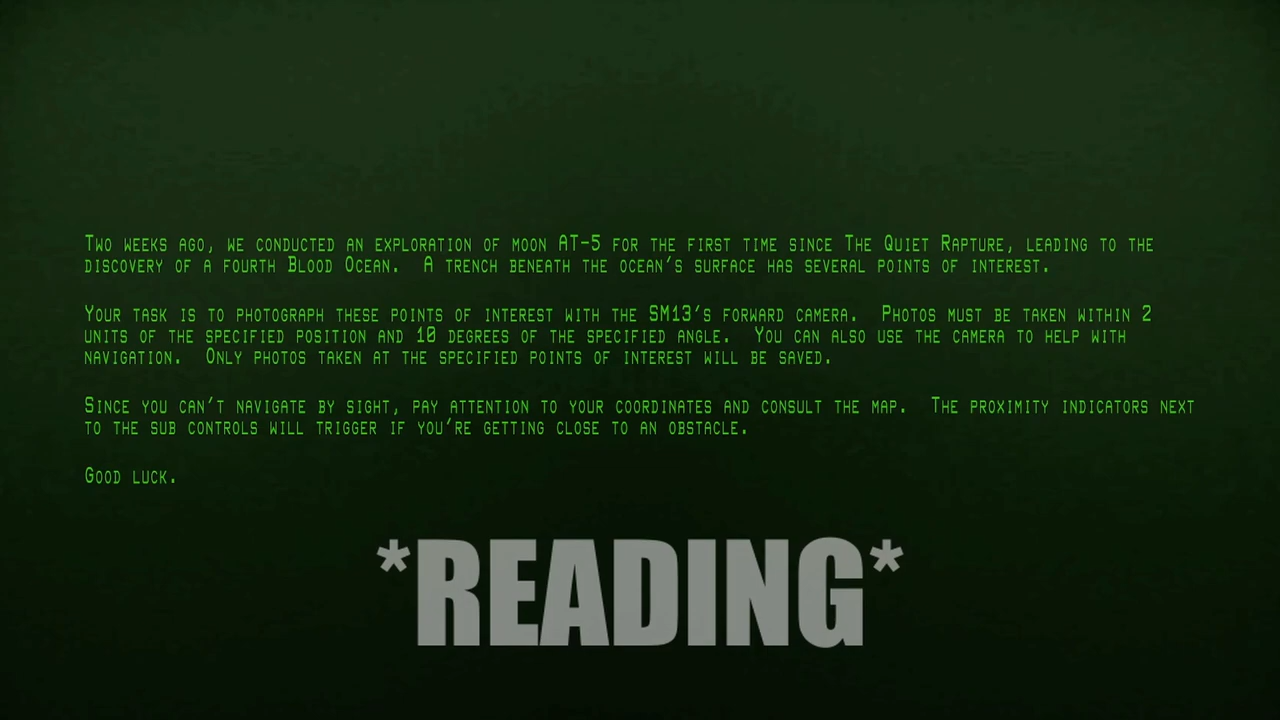 Two weeks ago, we conducted an exploration of moon AT-5 for the first time since The Quiet Rapture, leading to the
discovery of a fourth Blood Ocean.  A trench beneath the ocean's surface has several points of interest.
Your task is to photograph these points of interest with the SM13's forward camera.  Photos must be taken within 2
units of the specified position and 10 degrees of the specified angle.  You can also use the camera to help with
navigation.  Only photos taken at the specified points of interest will be saved.
Since you can't navigate by sight, pay attention to your coordinates and consult the map.  The proximity indicators next
to the sub controls will trigger if you're getting close to an obstacle.
Good luck.
*READING*